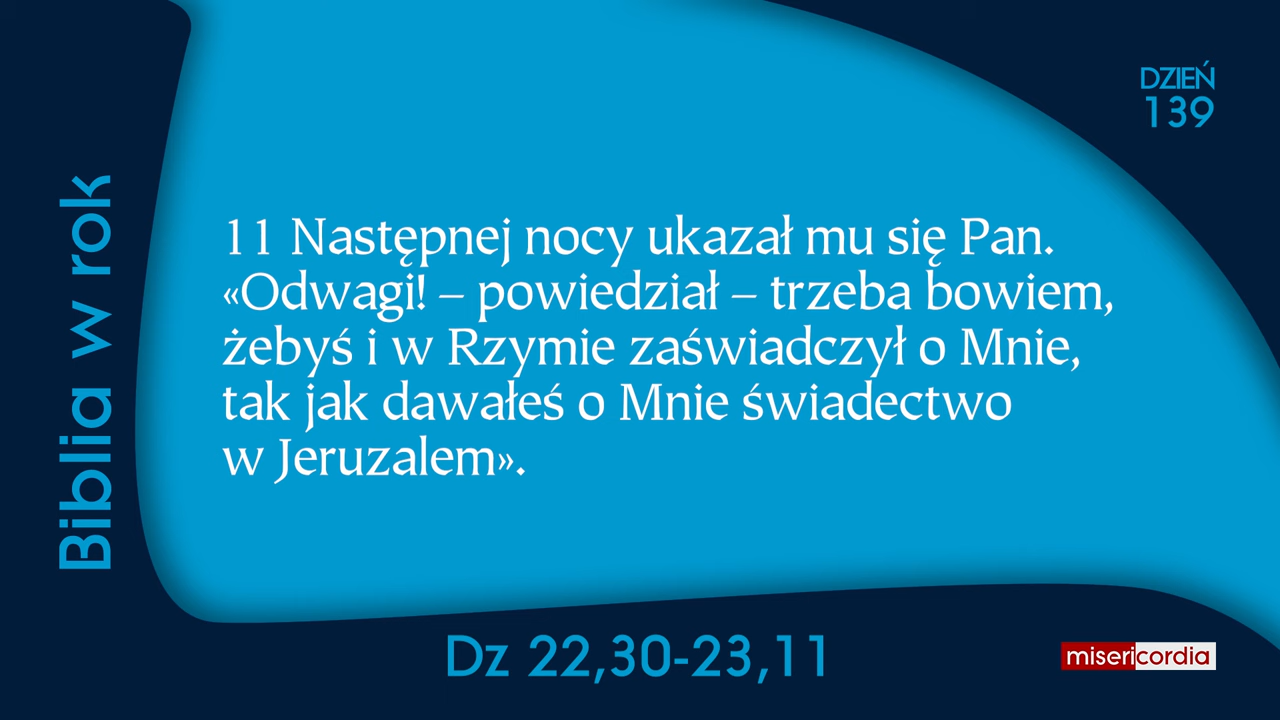 DZIEŃ
139
Biblia w rok
11 Następnej nocy ukazał mu się Pan.
«Odwagi! – powiedział – trzeba bowiem,
żebyś i w Rzymie zaświadczył o Mnie,
tak jak dawałeś o Mnie świadectwo
w Jeruzalem».
Dz 22,30-23,11
misericordia